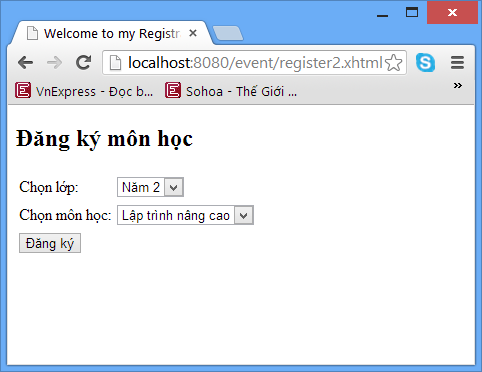 Welcome to my Registr
localhost:8080/event/register2.xhtml
VnExpress - Đọc b... Sohoa - Thế Giới ...
Đăng ký môn học
Chọn lớp: Năm 2
Chọn môn học: Lập trình nâng cao
Đăng ký